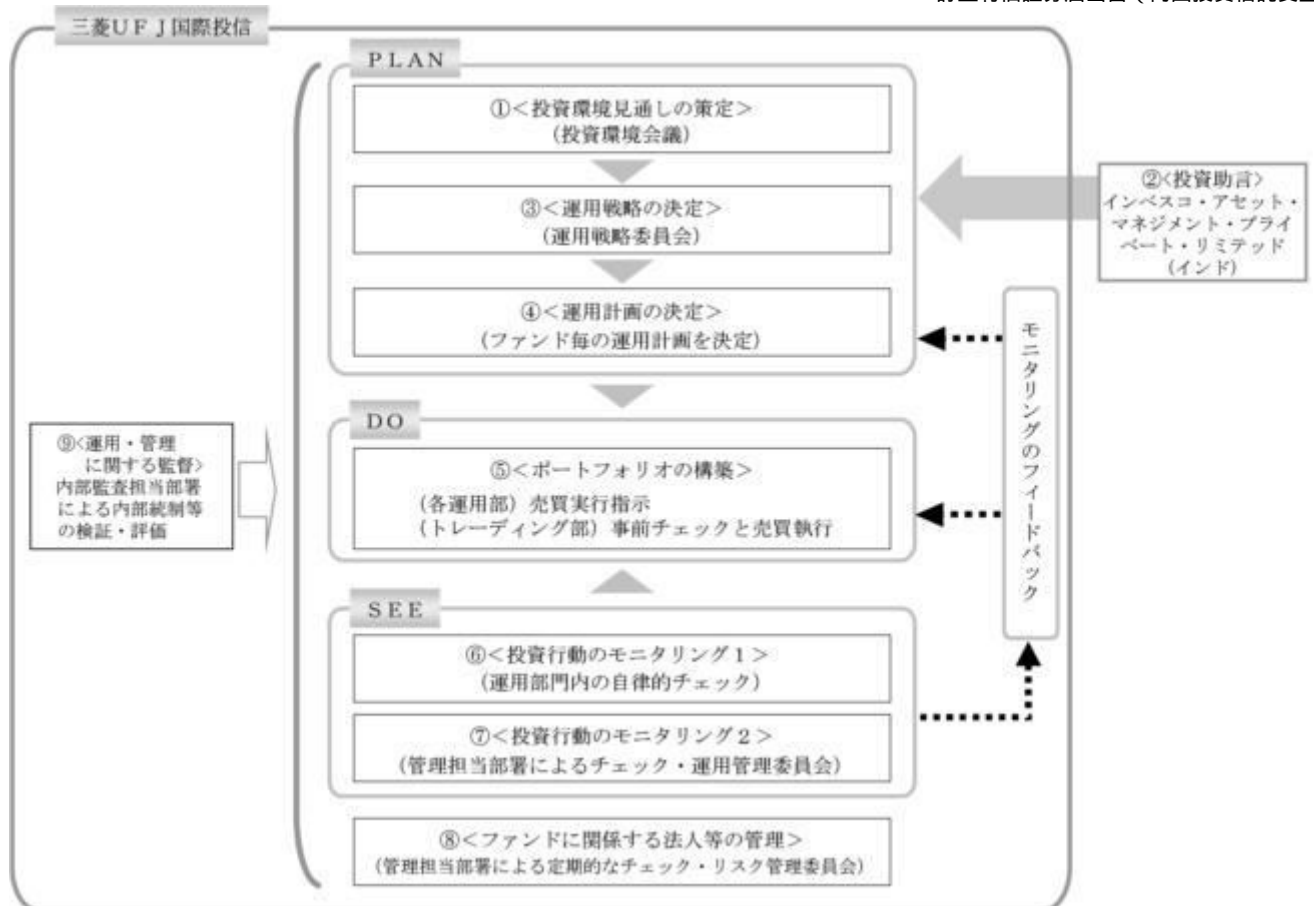 三菱UFJ国際投信
PLAN
①<投資環境見通しの策定>
(投資環境会議)
③<運用戦略の決定>
(運用戦略委員会)
④<運用計画の決定>
(ファンド毎の運用計画を決定)
②<投資助言>
インベスコ・アセット・
マネジメント・プライ
ベート・リミテッド
(インド)
DO
⑤<ポートフォリオの構築>
(各運用部)売買実行指示
(トレーディング部)事前チェックと売買執行
⑨<運用・管理
に関する監督>
内部監査担当部署
による内部統制等
の検証・評価
モニタリングのフィードバック
SEE
⑥<投資行動のモニタリング1>
(運用部門内の自律的チェック)
⑦<投資行動のモニタリング2>
(管理担当部署によるチェック・運用管理委員会)
⑧<ファンドに関係する法人等の管理>
(管理担当部署による定期的なチェック・リスク管理委員会)